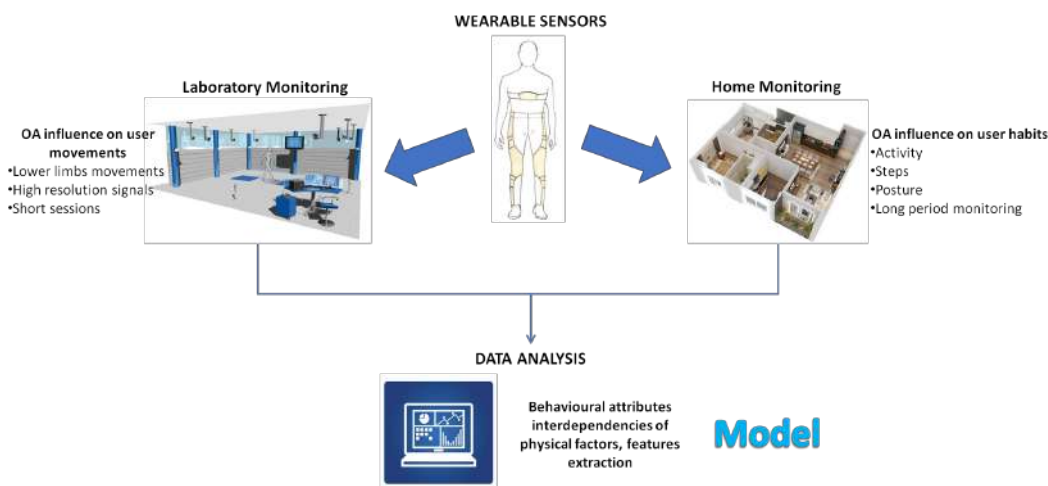 WEARABLE SENSORS
Laboratory Monitoring
OA influence on user
movements
•Lower limbs movements
•High resolution signals
•Short sessions
Home Monitoring
OA influence on user habits
•Activity
•Steps
•Posture
•Long period monitoring
DATA ANALYSIS
Behavioural attributes
interdependencies of
physical factors, features
extraction
Model